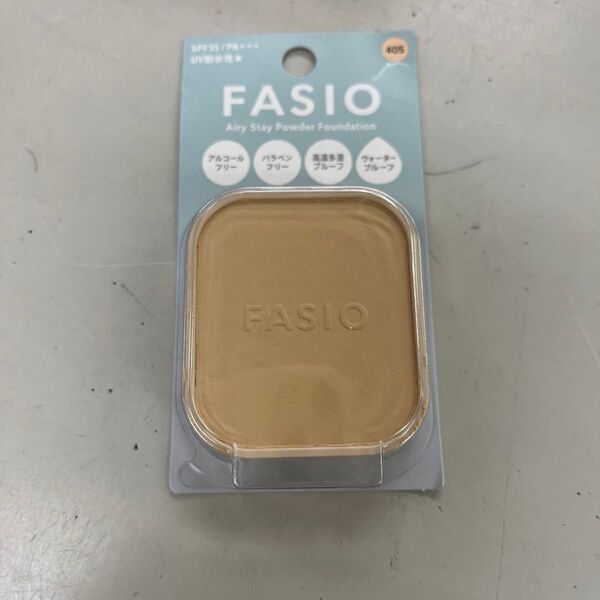 SPF35 / PA+++
UV耐水性★
405
FASIO
Airy Stay Powder Foundation
アルコール
フリー
パラベン
フリー
高温多湿
プルーフ
ウォーター
プルーフ
FASIO